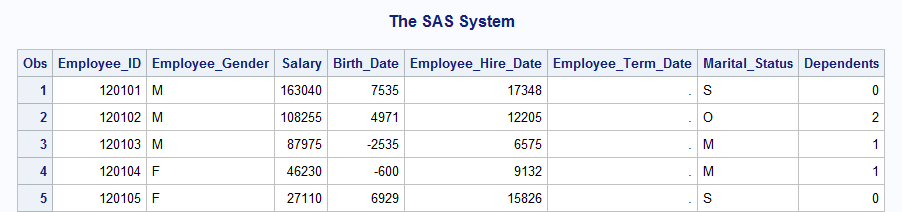 The SAS System
Obs Employee_ID Employee_Gender Salary Birth_Date Employee_Hire_Date Employee_Term_Date Marital_Status Dependents
1 120101 M 163040 7535 17348 . S 0
2 120102 M 108255 4971 12205 . O 2
3 120103 M 87975 -2535 6575 . M 1
4 120104 F 46230 -600 9132 . M 1
5 120105 F 27110 6929 15826 . S 0